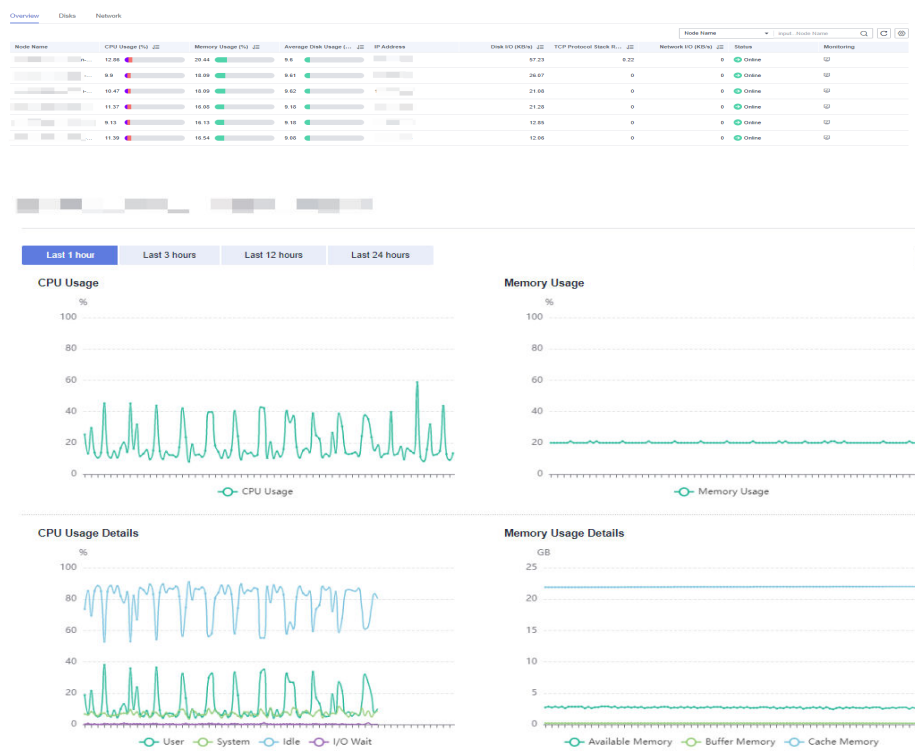 Overview Disks Network
Node Name Input...Node Name
Node Name CPU Usage (%) Memory Usage (%) Average Disk Usage (... IP Address Disk I/O (KB/s) TCP Protocol Stack R... Network I/O (KB/s) Status Monitoring
n-... 12.86 20.44 9.6 57.23 0.22 0 Online
-... 9.9 18.09 9.61 26.07 0 0 Online
-... 10.47 18.09 9.62 21.08 0 0 Online
11.37 16.08 9.18 21.28 0 0 Online
9.13 16.13 9.18 12.85 0 0 Online
_... 11.39 16.54 9.08 12.06 0 0 Online
Last 1 hour Last 3 hours Last 12 hours Last 24 hours
CPU Usage Memory Usage
% %
100 100
80 80
60 60
40 40
20 20
0 0
CPU Usage Memory Usage
CPU Usage Details Memory Usage Details
% GB
100 25
80 20
60 15
40 10
20 5
0 0
User System Idle I/O Wait Available Memory Buffer Memory Cache Memory